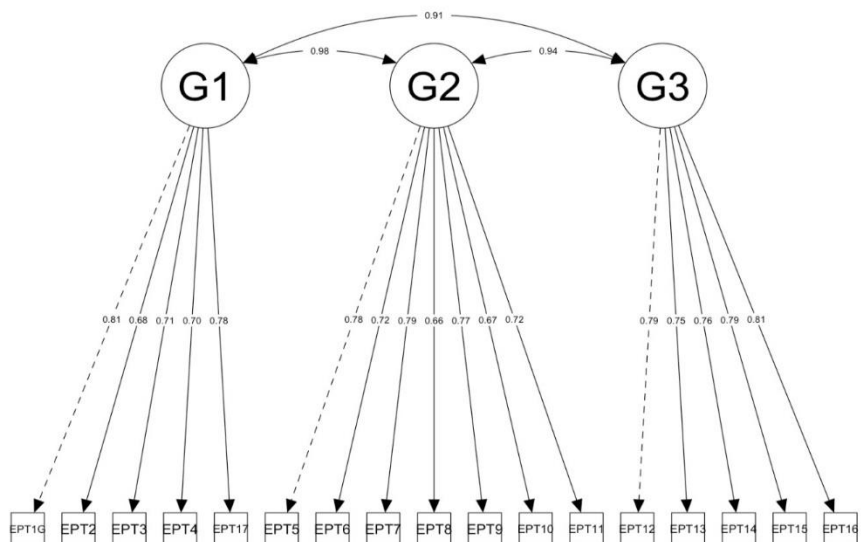 0.91
0.98 0.94
G1 G2 G3
0.81 0.68 0.71 0.70 0.78 0.78 0.72 0.79 0.66 0.77 0.67 0.72 0.79 0.75 0.76 0.79 0.81
EPT1G EPT2 EPT3 EPT4 EPT17 EPT5 EPT6 EPT7 EPT8 EPT9 EPT10 EPT11 EPT12 EPT13 EPT14 EPT15 EPT16